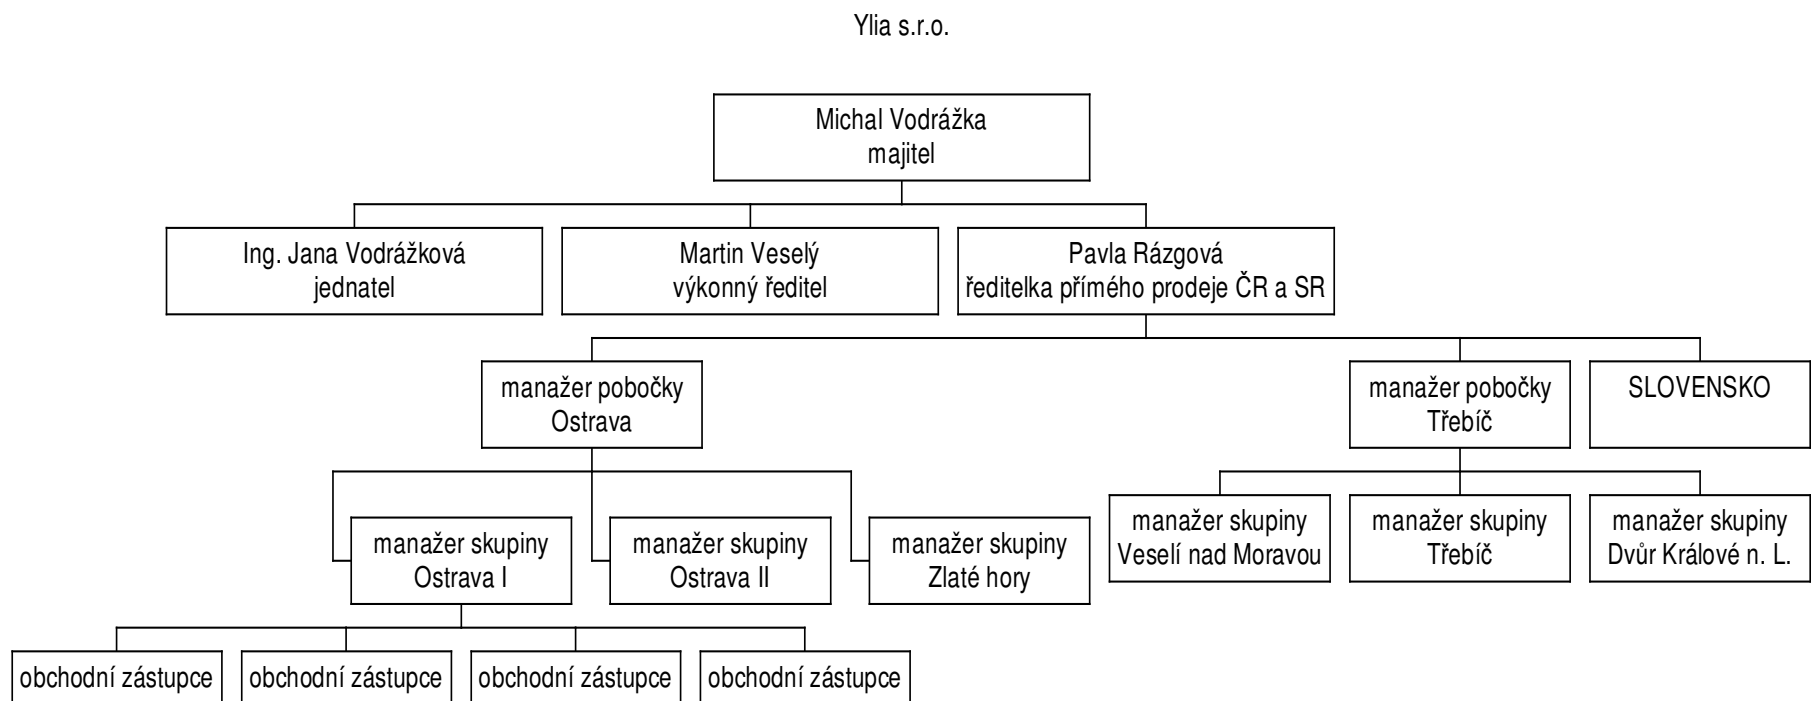 Ylia s.r.o.
Michal Vodrážka
majitel
Ing. Jana Vodrážková
jednatel
Martin Veselý
výkonný ředitel
Pavla Rázgová
ředitelka přímého prodeje ČR a SR
manažer pobočky
Ostrava
manažer pobočky
Třebíč
SLOVENSKO
manažer skupiny
Ostrava I
manažer skupiny
Ostrava II
manažer skupiny
Zlaté hory
manažer skupiny
Veselí nad Moravou
manažer skupiny
Třebíč
manažer skupiny
Dvůr Králové n. L.
obchodní zástupce
obchodní zástupce
obchodní zástupce
obchodní zástupce